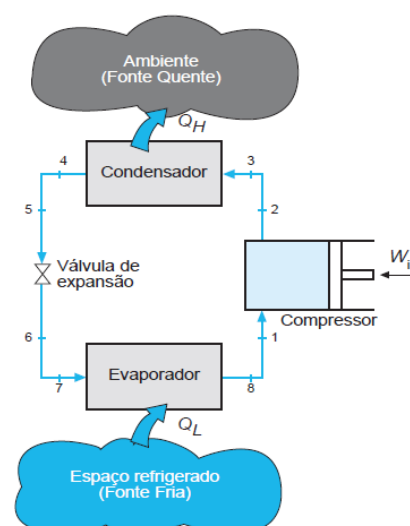 Ambiente
(Fonte Quente)
Q_H
4
Condensador
3
5
2
Válvula de
expansão
W_i
Compressor
6
1
7
Evaporador
8
Q_L
Espaço refrigerado
(Fonte Fria)